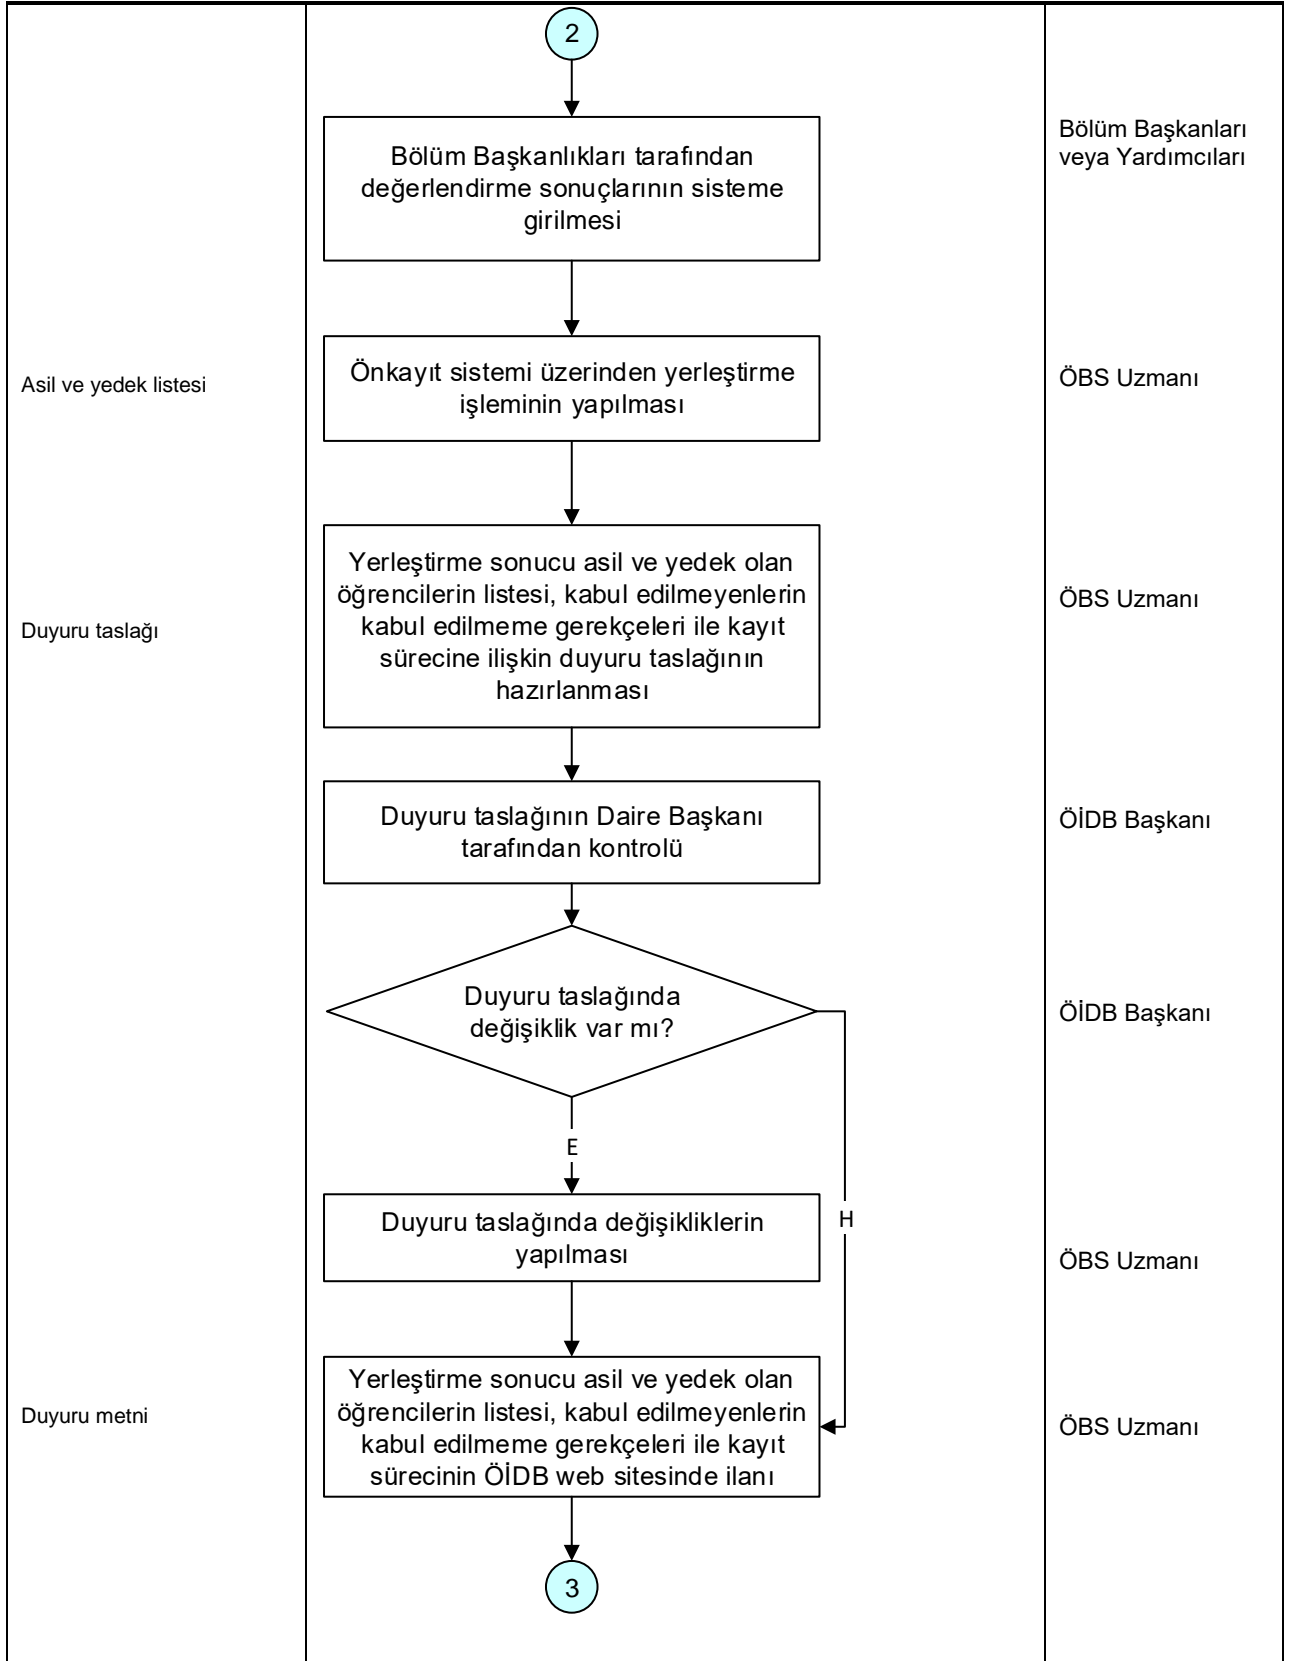 2
Bölüm Başkanlıkları tarafından
değerlendirme sonuçlarının sisteme
girilmesi
Bölüm Başkanları
veya Yardımcıları
Asil ve yedek listesi
Önkayıt sistemi üzerinden yerleştirme
işleminin yapılması
ÖBS Uzmanı
Duyuru taslağı
Yerleştirme sonucu asil ve yedek olan
öğrencilerin listesi, kabul edilmeyenlerin
kabul edilmeme gerekçeleri ile kayıt
sürecine ilişkin duyuru taslağının
hazırlanması
ÖBS Uzmanı
Duyuru taslağının Daire Başkanı
tarafından kontrolü
ÖİDB Başkanı
Duyuru taslağında
değişiklik var mı?
ÖİDB Başkanı
E
H
Duyuru taslağında değişikliklerin
yapılması
ÖBS Uzmanı
Duyuru metni
Yerleştirme sonucu asil ve yedek olan
öğrencilerin listesi, kabul edilmeyenlerin
kabul edilmeme gerekçeleri ile kayıt
sürecinin ÖİDB web sitesinde ilanı
ÖBS Uzmanı
3